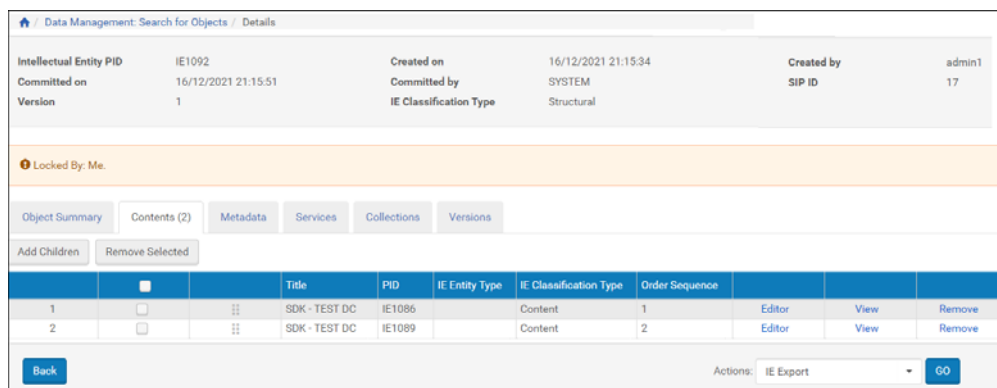 / Data Management: Search for Objects / Details
Intellectual Entity PID IE1092 Created on 16/12/2021 21:15:34 Created by admin1
Committed on 16/12/2021 21:15:51 Committed by SYSTEM SIP ID 17
Version 1 IE Classification Type Structural
Locked By: Me.
Object Summary Contents (2) Metadata Services Collections Versions
Add Children Remove Selected
Title PID IE Entity Type IE Classification Type Order Sequence
1 SDK - TEST DC IE1086 Content 1 Editor View Remove
2 SDK - TEST DC IE1089 Content 2 Editor View Remove
Back Actions: IE Export GO